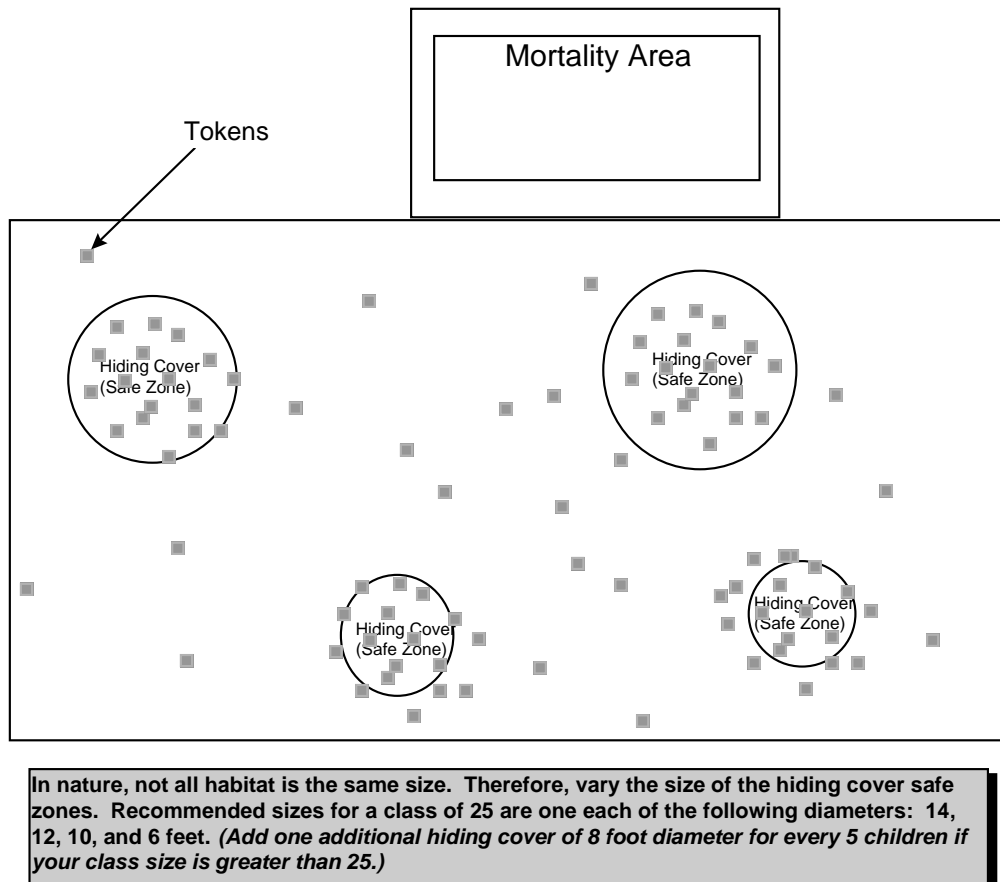 Mortality Area
Tokens
Hiding Cover
(Safe Zone)
Hiding Cover
(Safe Zone)
Hiding Cover
(Safe Zone)
Hiding Cover
(Safe Zone)
In nature, not all habitat is the same size.  Therefore, vary the size of the hiding cover safe
zones.  Recommended sizes for a class of 25 are one each of the following diameters:  14,
12, 10, and 6 feet. (Add one additional hiding cover of 8 foot diameter for every 5 children if
your class size is greater than 25.)